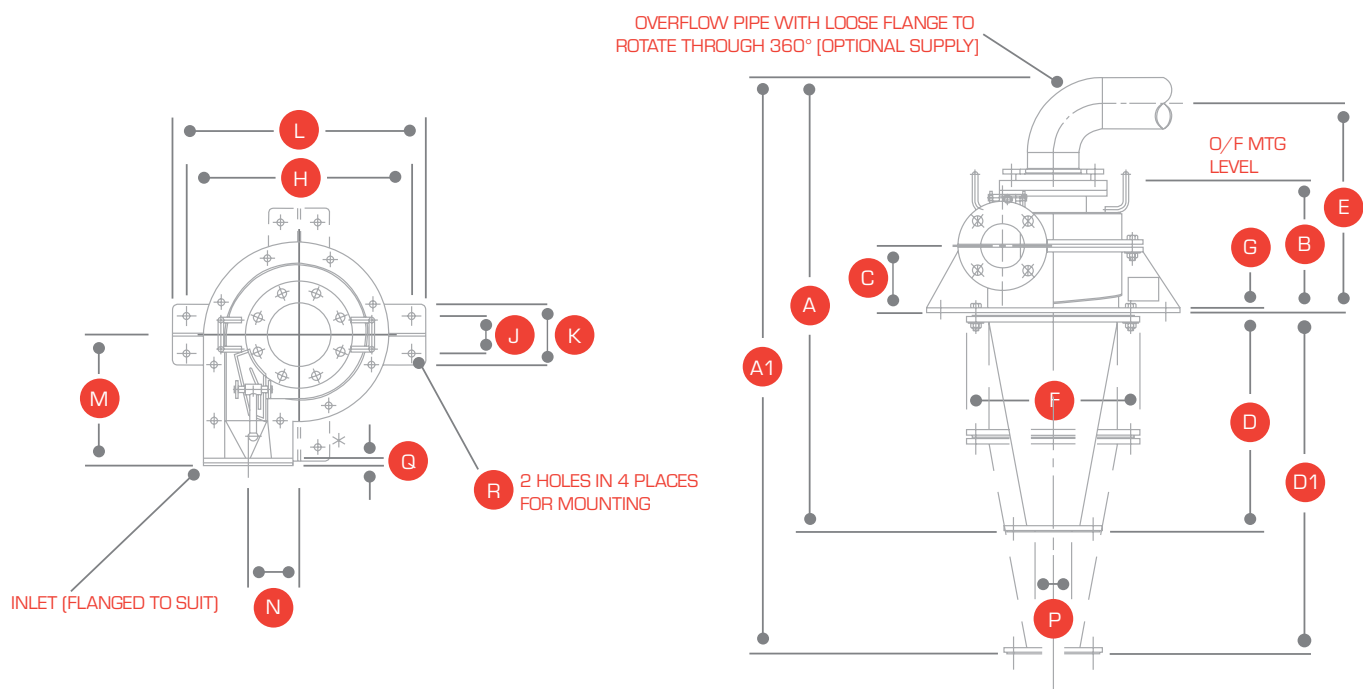 OVERFLOW PIPE WITH LOOSE FLANGE TO
ROTATE THROUGH 360° [OPTIONAL SUPPLY]
L
H
O/F MTG
LEVEL
E
G
B
C
A
J
K
A1
M
F
D
Q
R
2 HOLES IN 4 PLACES
FOR MOUNTING
D1
INLET (FLANGED TO SUIT)
N
P